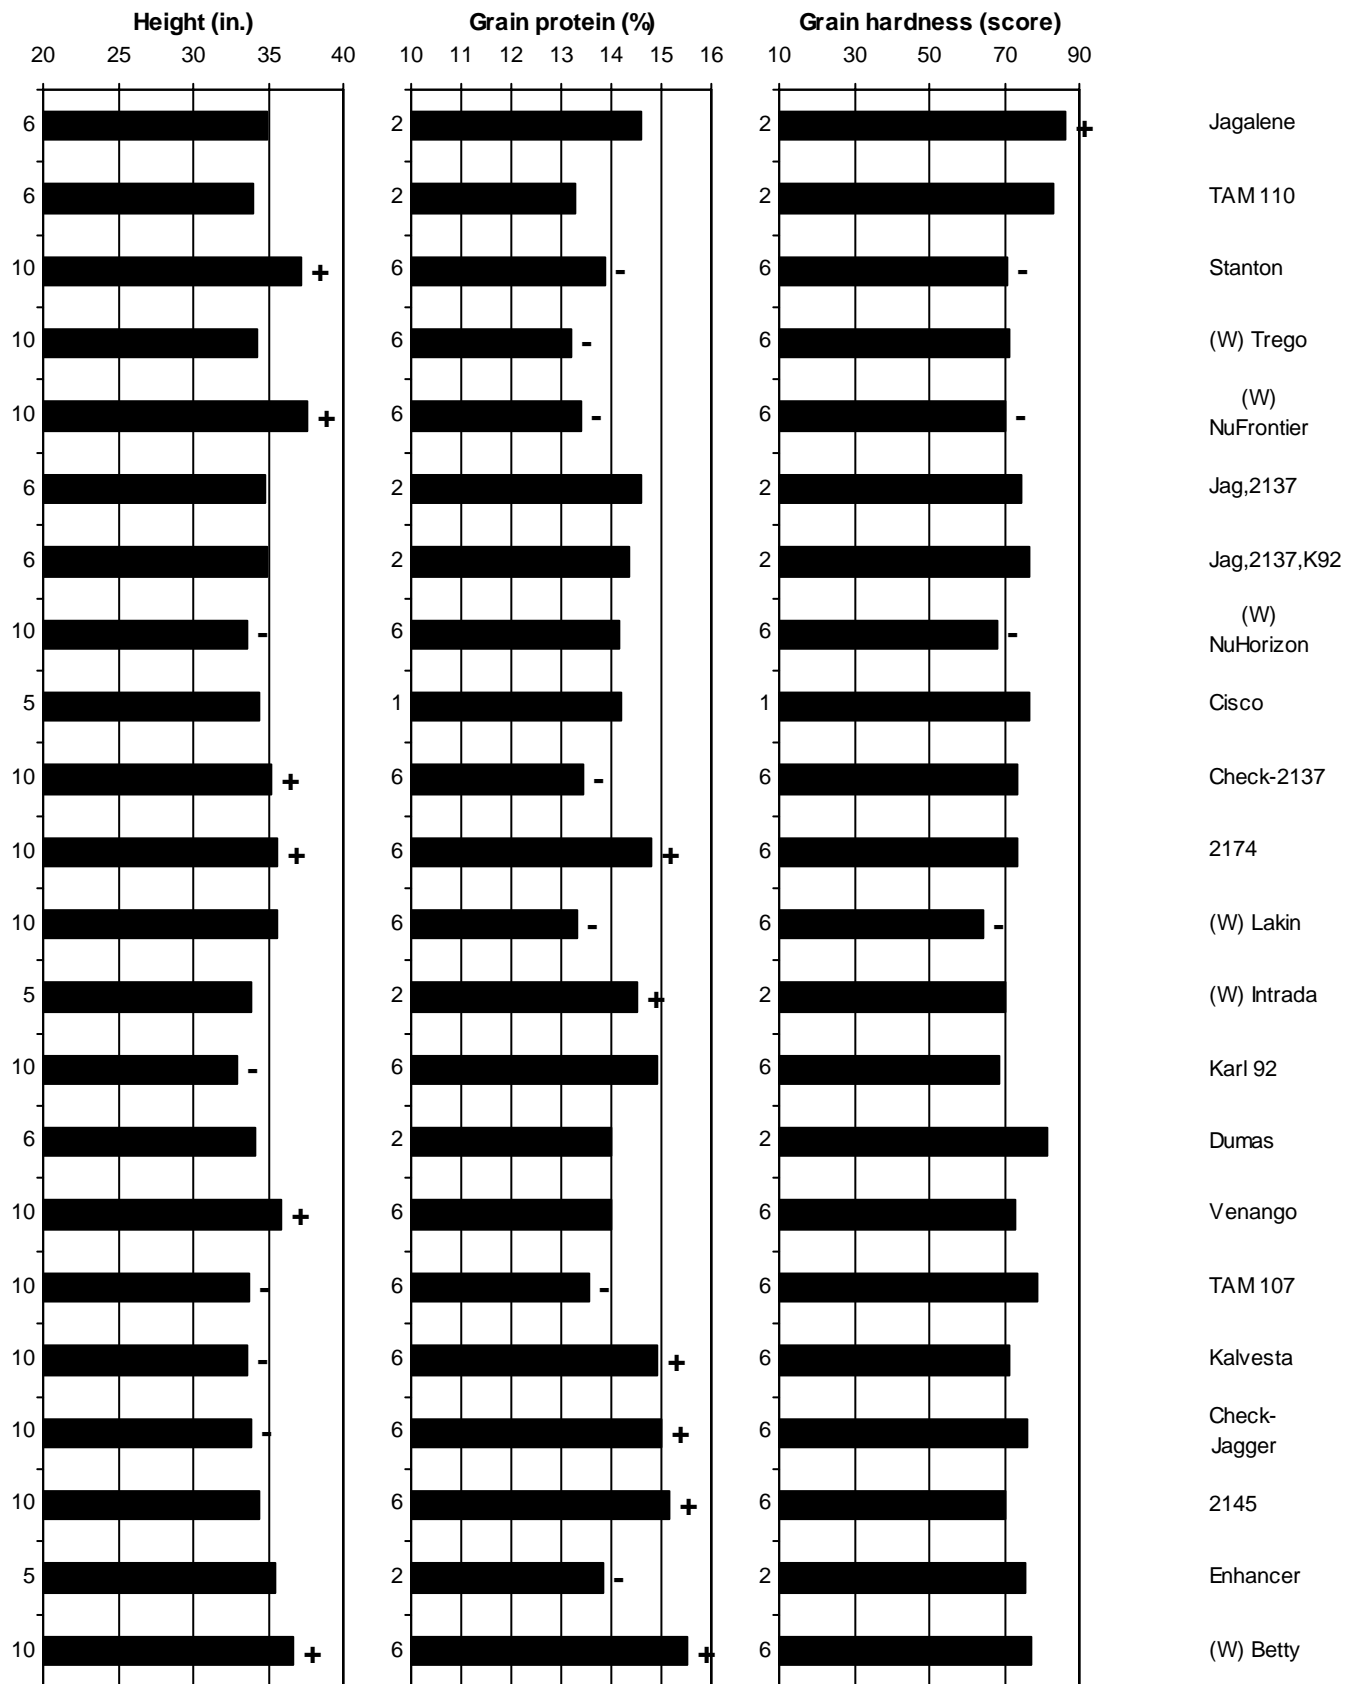 Height (in.) Grain protein (%) Grain hardness (score)
20 25 30 35 40 10 11 12 13 14 15 16 10 30 50 70 90
6 2 2 + Jagalene
6 2 2 TAM 110
10 + 6 - 6 - Stanton
10 6 - 6 (W) Trego
10 + 6 - 6 - (W)
NuFrontier
6 2 2 Jag,2137
6 2 2 Jag,2137,K92
10 - 6 6 - (W)
NuHorizon
5 1 1 Cisco
10 + 6 - 6 Check-2137
10 + 6 + 6 2174
10 6 - 6 - (W) Lakin
5 2 + 2 (W) Intrada
10 - 6 6 Karl 92
6 2 2 Dumas
10 + 6 6 Venango
10 - 6 - 6 TAM 107
10 - 6 + 6 Kalvesta
10 - 6 + 6 Check-
Jagger
10 6 + 6 2145
5 2 - 2 Enhancer
10 + 6 + 6 (W) Betty